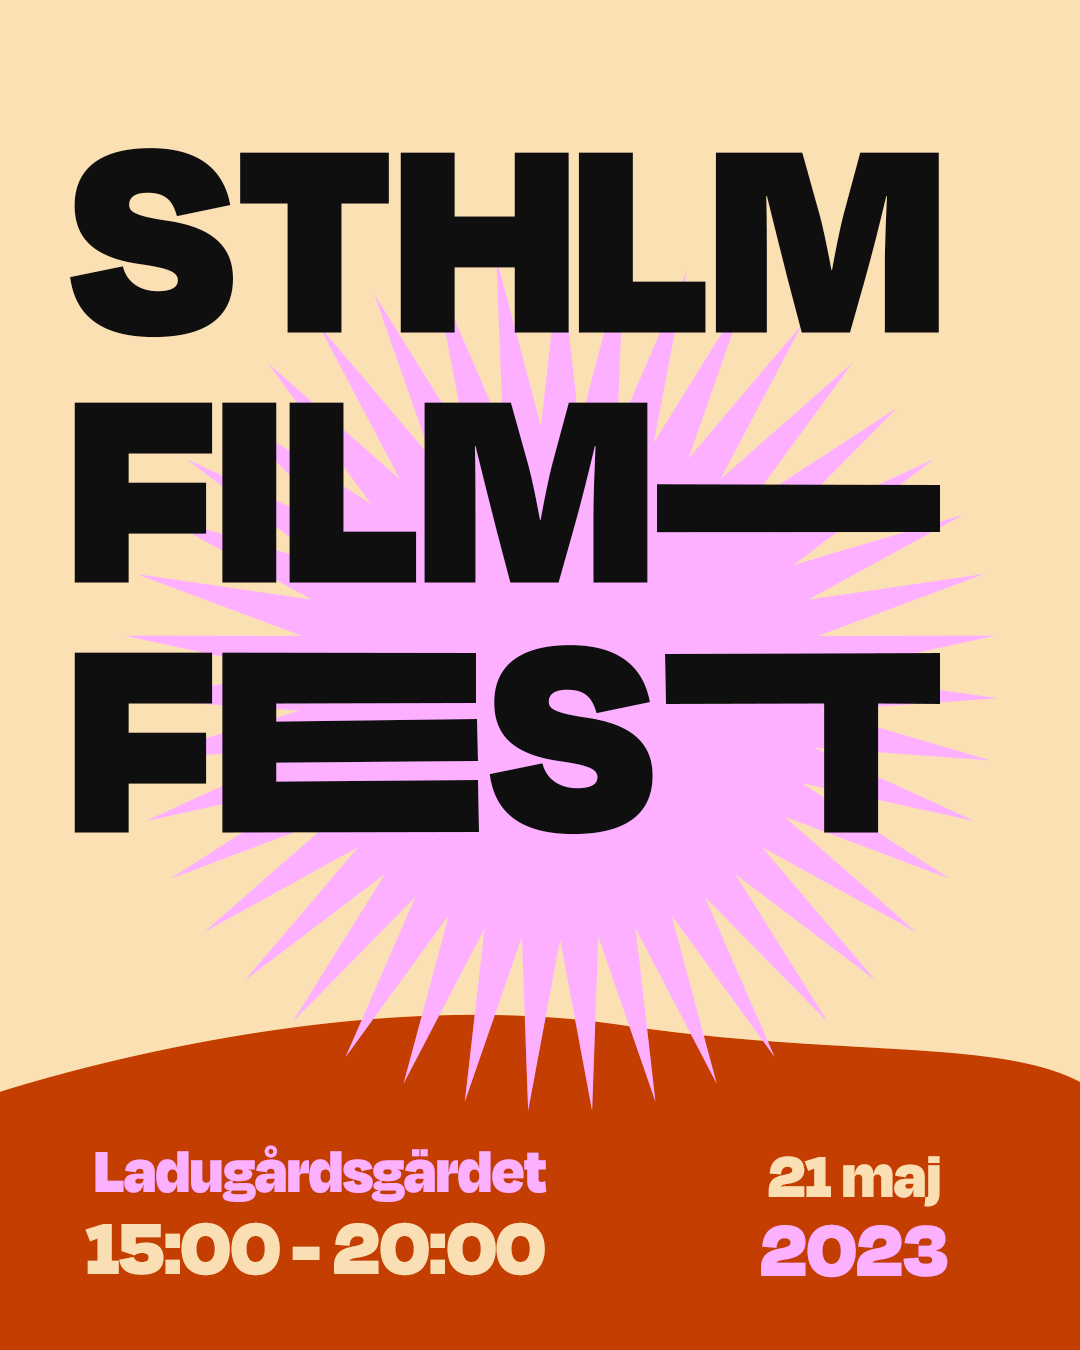 STHLM
FILM—
FEST
Ladugårdsgärdet
15:00 - 20:00
21 maj
2023